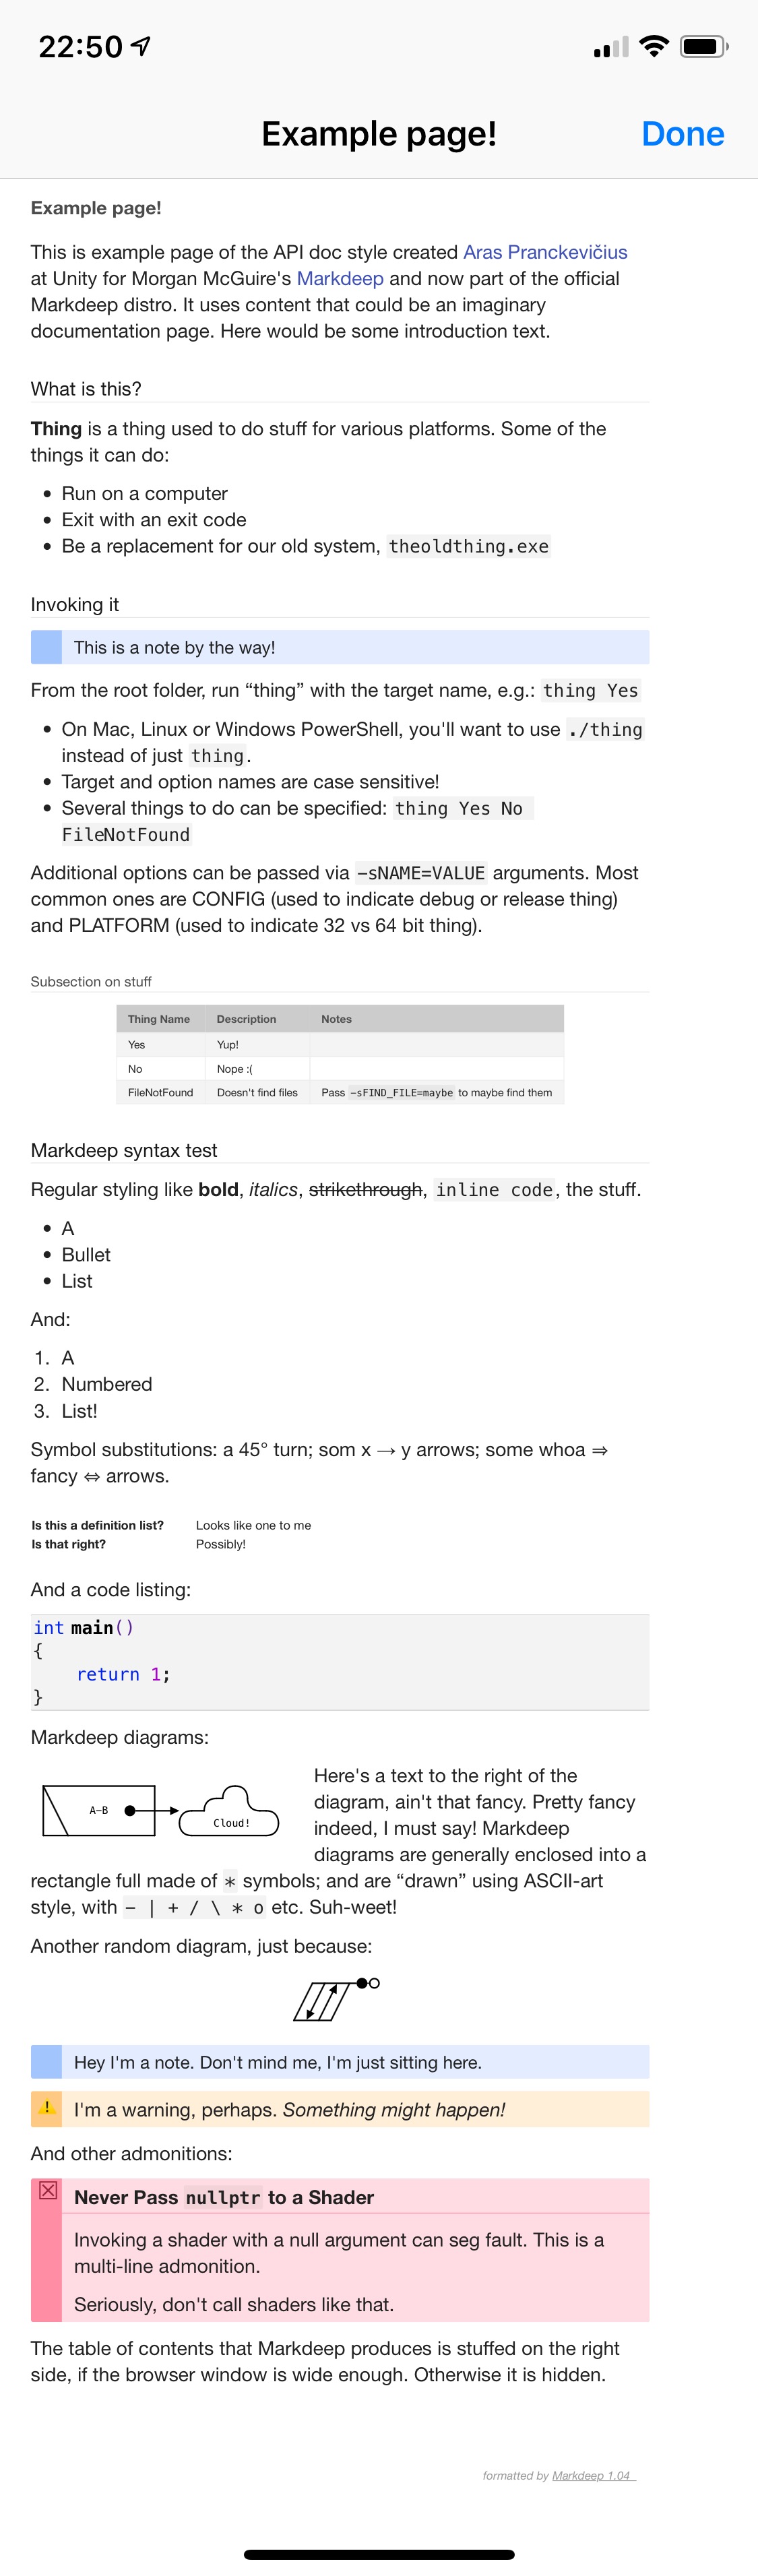 22:50
Example page!
Done
Example page!
This is example page of the API doc style created Aras Pranckevičius
at Unity for Morgan McGuire's Markdeep and now part of the official
Markdeep distro. It uses content that could be an imaginary
documentation page. Here would be some introduction text.
What is this?
Thing is a thing used to do stuff for various platforms. Some of the
things it can do:
• Run on a computer
• Exit with an exit code
• Be a replacement for our old system, theoldthing.exe
Invoking it
This is a note by the way!
From the root folder, run “thing” with the target name, e.g.: thing Yes
• On Mac, Linux or Windows PowerShell, you'll want to use ./thing
instead of just thing.
• Target and option names are case sensitive!
• Several things to do can be specified: thing Yes No
FileNotFound
Additional options can be passed via -sNAME=VALUE arguments. Most
common ones are CONFIG (used to indicate debug or release thing)
and PLATFORM (used to indicate 32 vs 64 bit thing).
Subsection on stuff
Thing Name Description Notes
Yes Yup!
No Nope :(
FileNotFound Doesn't find files Pass -sFIND_FILE=maybe to maybe find them
Markdeep syntax test
Regular styling like bold, italics, strikethrough, inline code, the stuff.
• A
• Bullet
• List
And:
1. A
2. Numbered
3. List!
Symbol substitutions: a 45° turn; som x → y arrows; some whoa ⇒
fancy ⇔ arrows.
Is this a definition list? Looks like one to me
Is that right? Possibly!
And a code listing:
int main()
{
    return 1;
}
Markdeep diagrams:
A-B
Cloud!
Here's a text to the right of the
diagram, ain't that fancy. Pretty fancy
indeed, I must say! Markdeep
diagrams are generally enclosed into a
rectangle full made of * symbols; and are “drawn” using ASCII-art
style, with - | + / \ * o etc. Suh-weet!
Another random diagram, just because:
Hey I'm a note. Don't mind me, I'm just sitting here.
I'm a warning, perhaps. Something might happen!
And other admonitions:
Never Pass nullptr to a Shader
Invoking a shader with a null argument can seg fault. This is a
multi-line admonition.
Seriously, don't call shaders like that.
The table of contents that Markdeep produces is stuffed on the right
side, if the browser window is wide enough. Otherwise it is hidden.
formatted by Markdeep 1.04